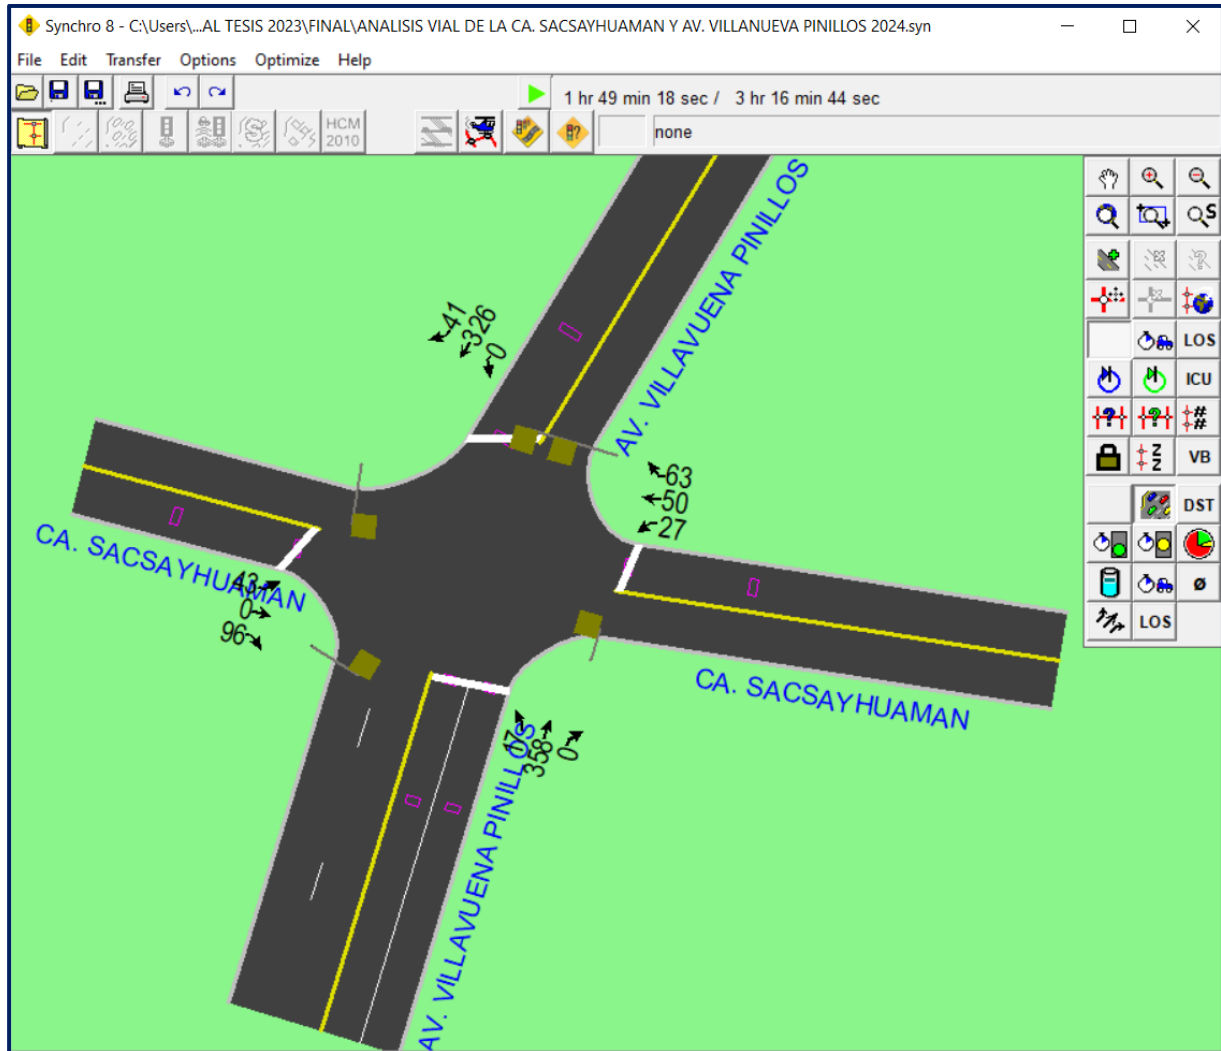 Synchro 8 - C:\Users\...AL TESIS 2023\FINAL\ANALISIS VIAL DE LA CA. SACSAYHUAMAN Y AV. VILLANUEVA PINILLOS 2024.syn
File Edit Transfer Options Optimize Help
1 hr 49 min 18 sec / 3 hr 16 min 44 sec
HCM
2010
none
S
LOS
ICU
#
#
Z
Z
VB
DST
ø
LOS
AV. VILLAVUENA PINILLOS
41
326
0
63
50
27
CA. SACSAYHUAMAN
43
0
96
CA. SACSAYHUAMAN
17
358
0
AV. VILLAVUENA PINILLOS